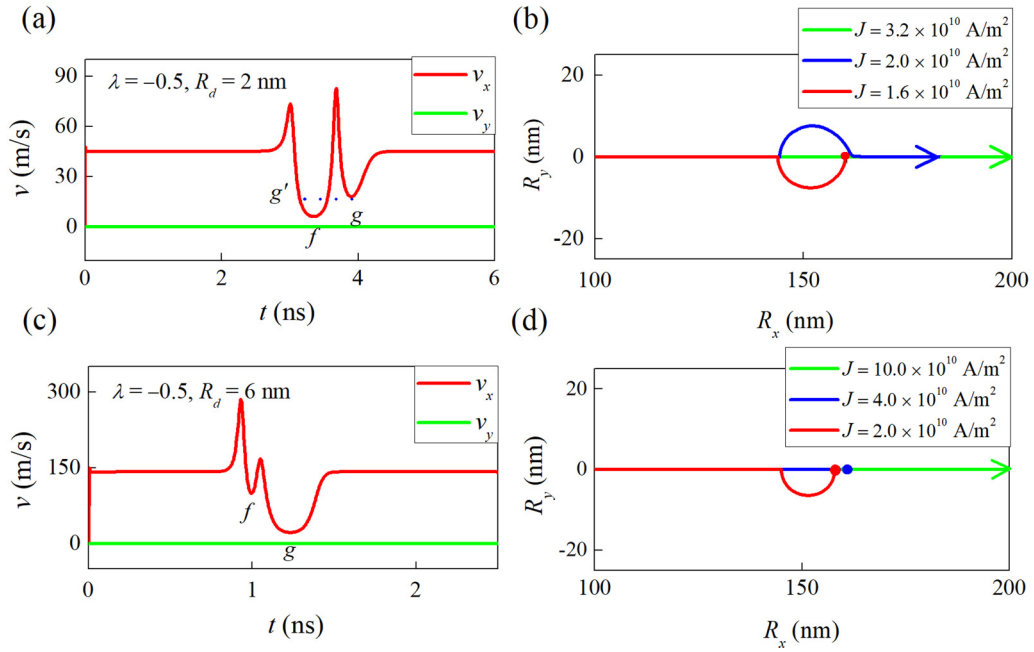 (a)
λ = –0.5, R_d = 2 nm
v_x
v_y
90
60
30
0
v (m/s)
g'
f
g
0
2
4
6
t (ns)
(b)
J = 3.2 × 10^10 A/m^2
J = 2.0 × 10^10 A/m^2
J = 1.6 × 10^10 A/m^2
25
0
-25
R_y (nm)
100
150
200
R_x (nm)
(c)
λ = –0.5, R_d = 6 nm
v_x
v_y
300
150
0
v (m/s)
f
g
0
1
2
t (ns)
(d)
J = 10.0 × 10^10 A/m^2
J = 4.0 × 10^10 A/m^2
J = 2.0 × 10^10 A/m^2
25
0
-25
R_y (nm)
100
150
200
R_x (nm)